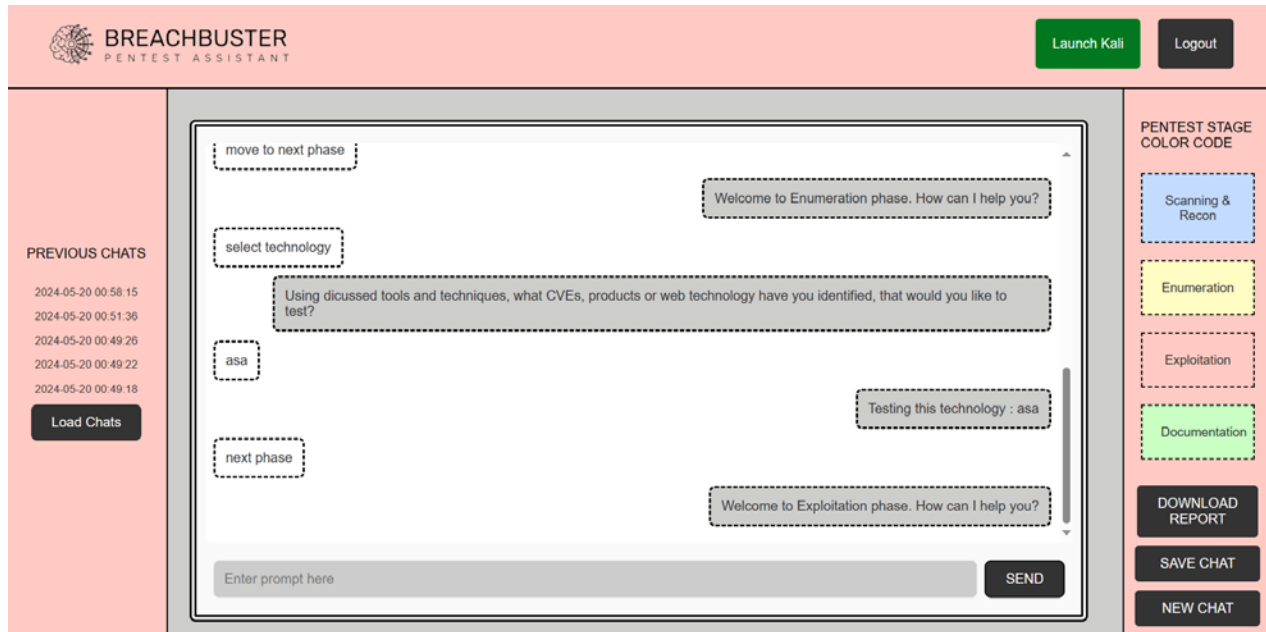 BREACHBUSTER
PENTEST ASSISTANT
Launch Kali
Logout
PREVIOUS CHATS
2024-05-20 00:58:15
2024-05-20 00:51:36
2024-05-20 00:49:26
2024-05-20 00:49:22
2024-05-20 00:49:18
Load Chats
move to next phase
Welcome to Enumeration phase. How can I help you?
select technology
Using dicussed tools and techniques, what CVEs, products or web technology have you identified, that would you like to
test?
asa
Testing this technology : asa
next phase
Welcome to Exploitation phase. How can I help you?
Enter prompt here
SEND
PENTEST STAGE
COLOR CODE
Scanning &
Recon
Enumeration
Exploitation
Documentation
DOWNLOAD
REPORT
SAVE CHAT
NEW CHAT